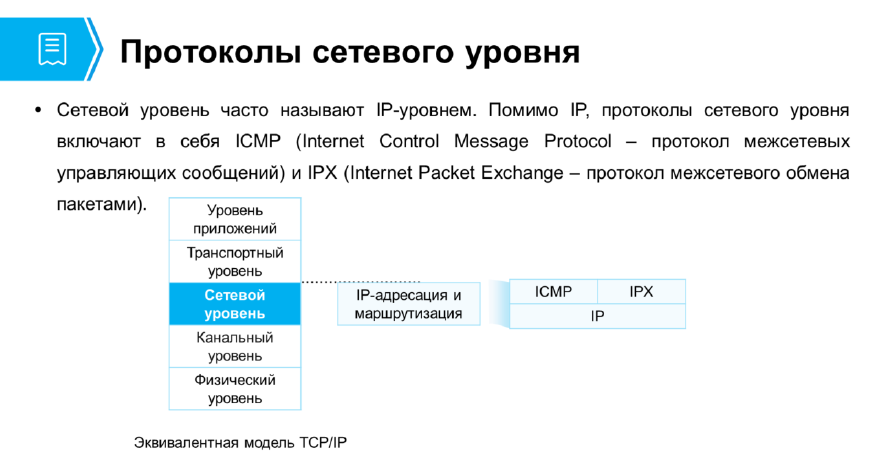 Протоколы сетевого уровня
• Сетевой уровень часто называют IP-уровнем. Помимо IP, протоколы сетевого уровня
включают в себя ICMP (Internet Control Message Protocol – протокол межсетевых
управляющих сообщений) и IPX (Internet Packet Exchange – протокол межсетевого обмена
пакетами).
Уровень
приложений
Транспортный
уровень
Сетевой
уровень
IP-адресация и
маршрутизация
ICMP IPX
IP
Канальный
уровень
Физический
уровень
Эквивалентная модель TCP/IP